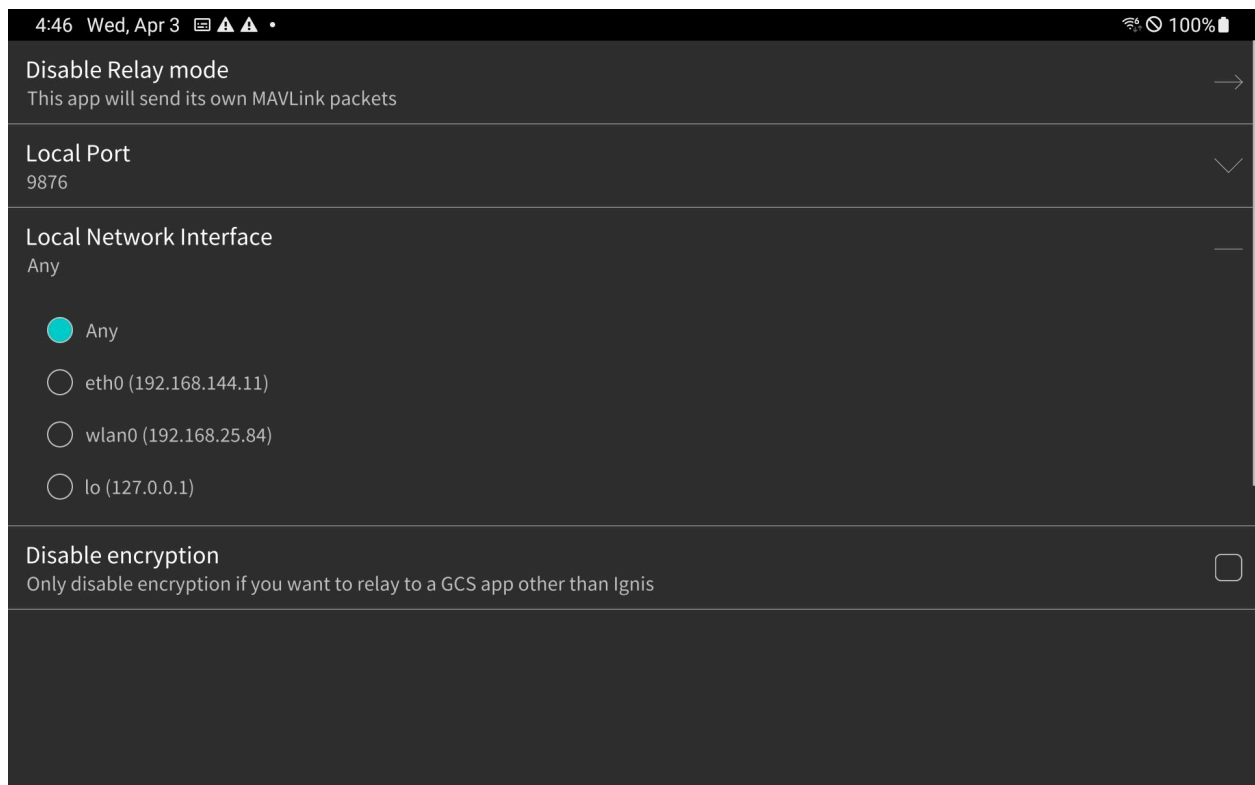 4:46 Wed, Apr 3 100%
Disable Relay mode
This app will send its own MAVLink packets
Local Port
9876
Local Network Interface
Any
Any
eth0 (192.168.144.11)
wlan0 (192.168.25.84)
lo (127.0.0.1)
Disable encryption
Only disable encryption if you want to relay to a GCS app other than Ignis